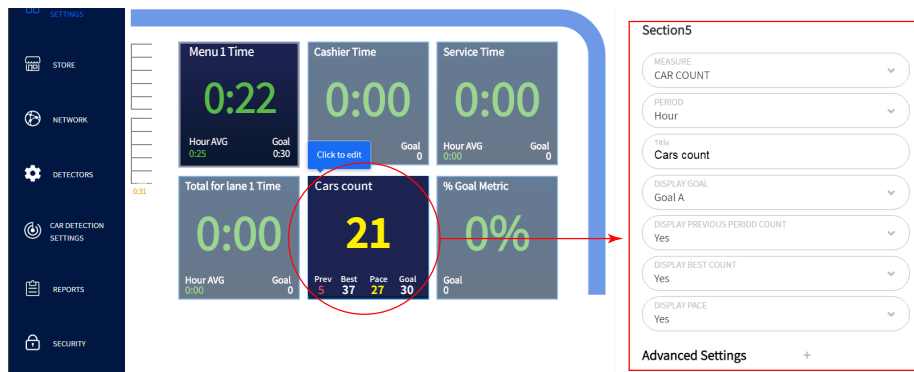 SETTINGS
STORE
NETWORK
DETECTORS
CAR DETECTION
SETTINGS
REPORTS
SECURITY
0:31
Menu 1 Time
0:22
Hour AVG Goal
0:25 0:30
Cashier Time
0:00
Goal
0
Click to edit
Service Time
0:00
Hour AVG Goal
0:00 0
Total for lane 1 Time
0:00
Hour AVG Goal
0:00 0
Cars count
21
Prev Best Pace Goal
5 37 27 30
% Goal Metric
0%
Goal
0
Section5
MEASURE
CAR COUNT
PERIOD
Hour
Title
Cars count
DISPLAY GOAL
Goal A
DISPLAY PREVIOUS PERIOD COUNT
Yes
DISPLAY BEST COUNT
Yes
DISPLAY PACE
Yes
Advanced Settings +